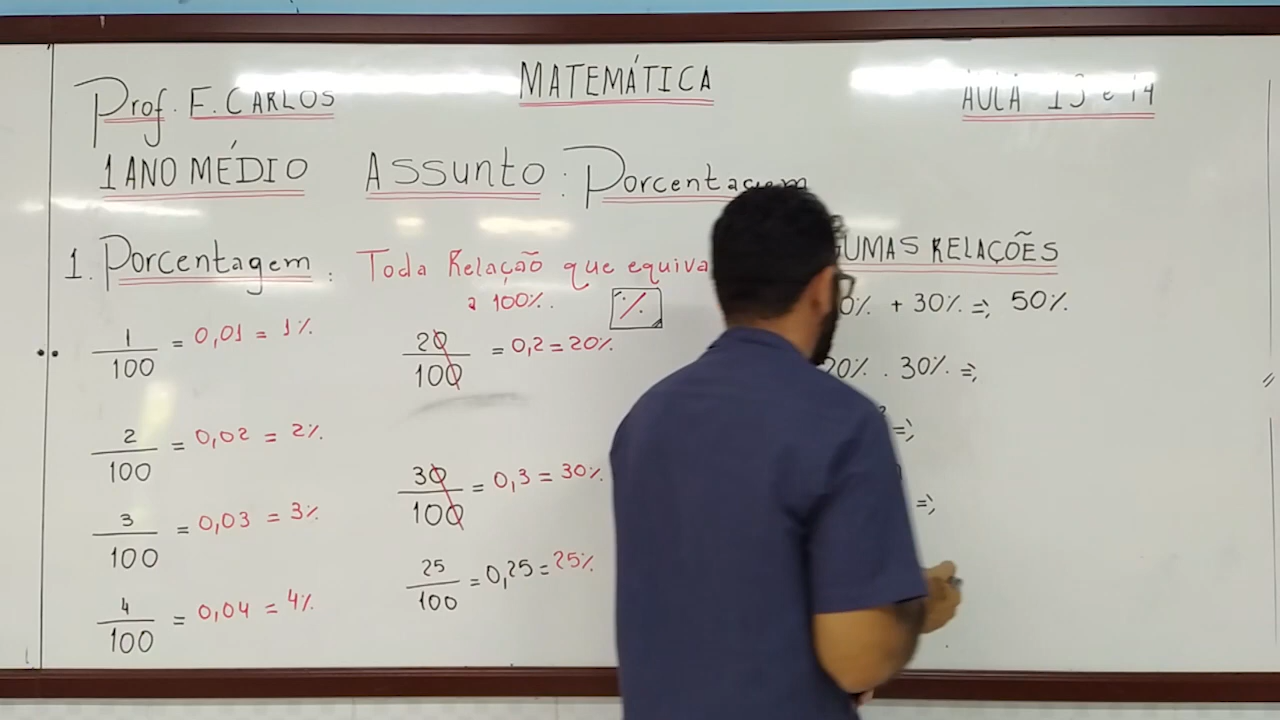 MATEMÁTICA
Prof. E. CARLOS
AULA 13 e 14
1 ANO MÉDIO
Assunto: Porcentagem
1. Porcentagem: Toda Relação que equiva
a 100%. %
1/100 = 0,01 = 1%
2/100 = 0,02 = 2%
3/100 = 0,03 = 3%
4/100 = 0,04 = 4%
20/100 = 0,2 = 20%
30/100 = 0,3 = 30%
25/100 = 0,25 = 25%
GUMAS RELAÇÕES
0% + 30% => 50%
20% . 30% =>
=>
=>